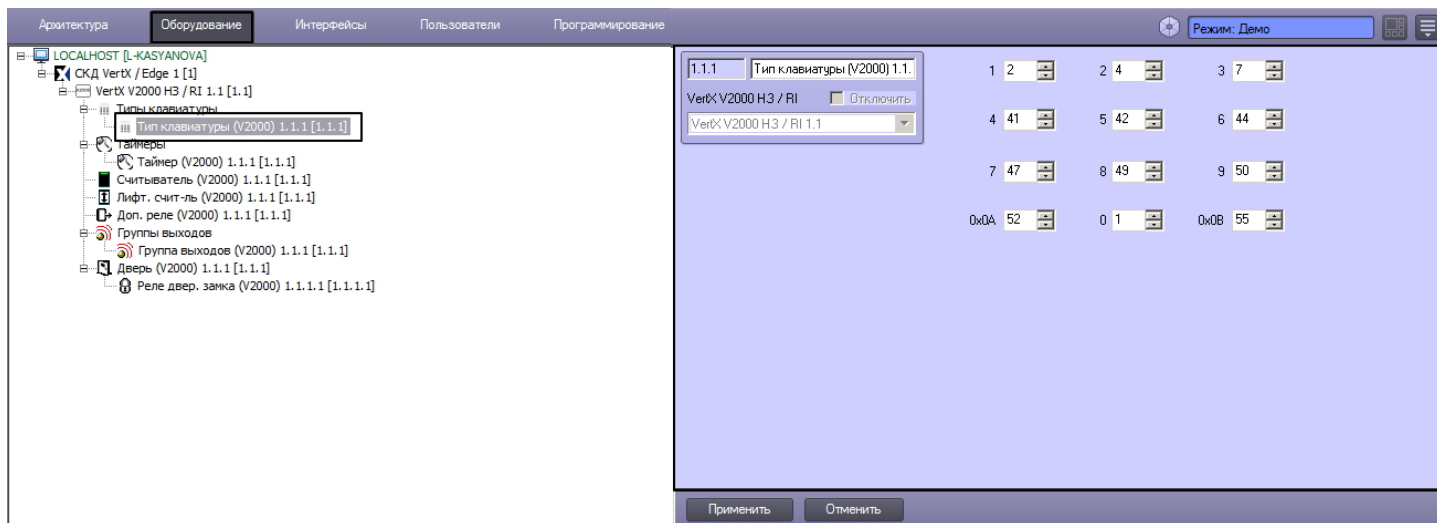 Архитектура Оборудование Интерфейсы Пользователи Программирование Режим: Демо
LOCALHOST [L-KASYANOVA]
СКД VertX / Edge 1 [1]
VertX V2000 H3 / RI 1.1 [1.1]
Типы клавиатуры
Тип клавиатуры (V2000) 1.1.1 [1.1.1]
Таймеры
Таймер (V2000) 1.1.1 [1.1.1]
Считыватель (V2000) 1.1.1 [1.1.1]
Лифт. счит-ль (V2000) 1.1.1 [1.1.1]
Доп. реле (V2000) 1.1.1 [1.1.1]
Группы выходов
Группа выходов (V2000) 1.1.1 [1.1.1]
Дверь (V2000) 1.1.1 [1.1.1]
Реле двер. замка (V2000) 1.1.1.1 [1.1.1.1]
1.1.1 Тип клавиатуры (V2000) 1.1.
VertX V2000 H3 / RI Отключить
VertX V2000 H3 / RI 1.1
1 2 2 4 3 7
4 41 5 42 6 44
7 47 8 49 9 50
0x0A 52 0 1 0x0B 55
Применить Отменить